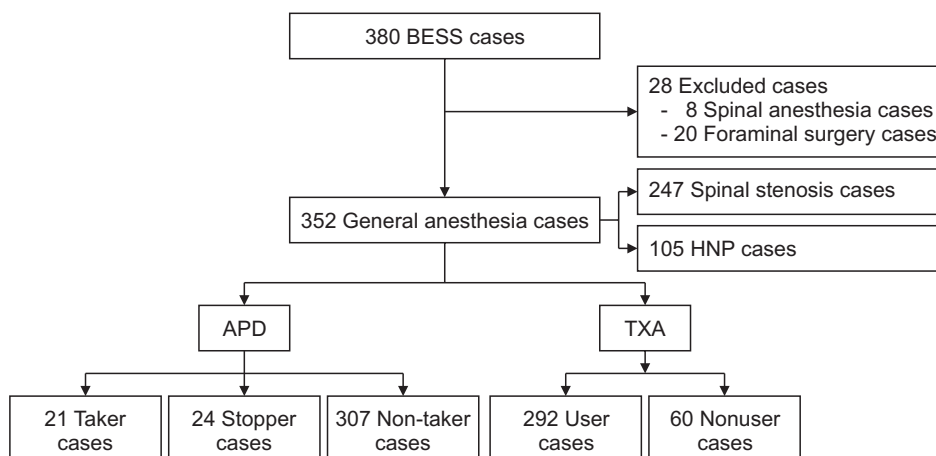 380 BESS cases
28 Excluded cases
- 8 Spinal anesthesia cases
- 20 Foraminal surgery cases
247 Spinal stenosis cases
352 General anesthesia cases
105 HNP cases
APD
TXA
21 Taker
cases
24 Stopper
cases
307 Non-taker
cases
292 User
cases
60 Nonuser
cases